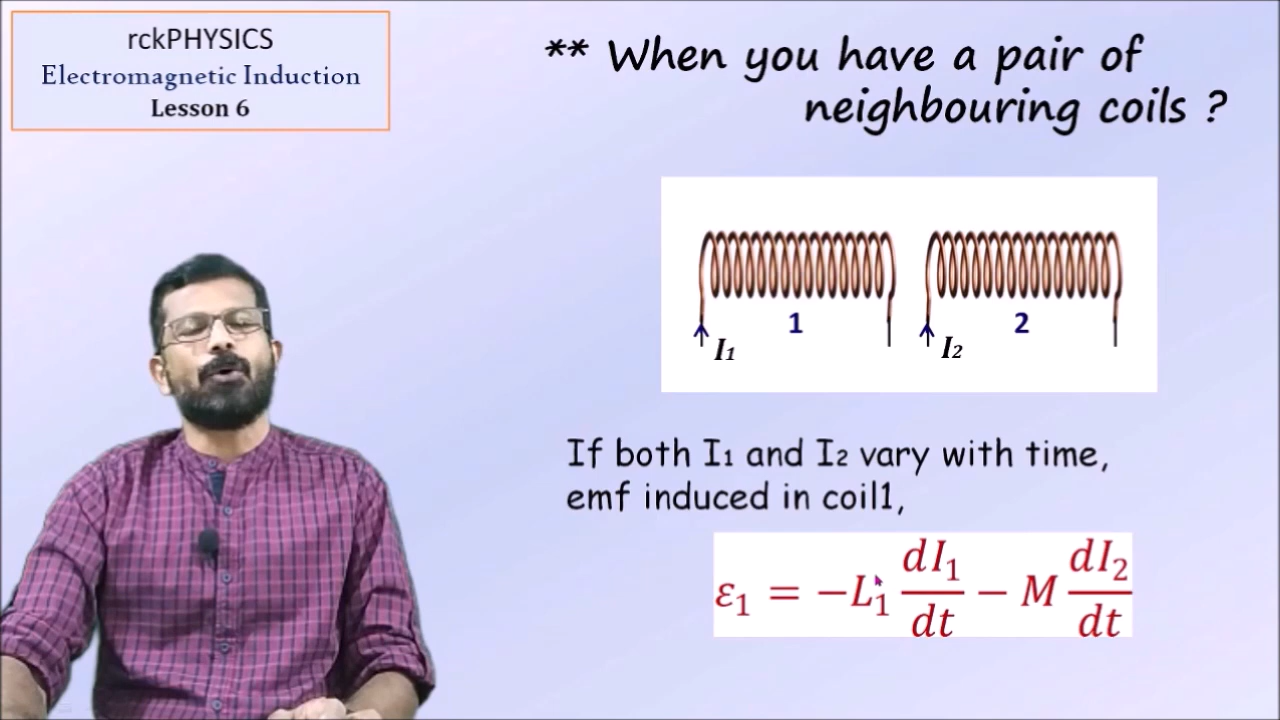 rckPHYSICS
Electromagnetic Induction
Lesson 6
** When you have a pair of
neighbouring coils ?
1
2
I₁
I₂
If both I₁ and I₂ vary with time,
emf induced in coil1,
ε₁ = −L₁ dI₁/dt − M dI₂/dt